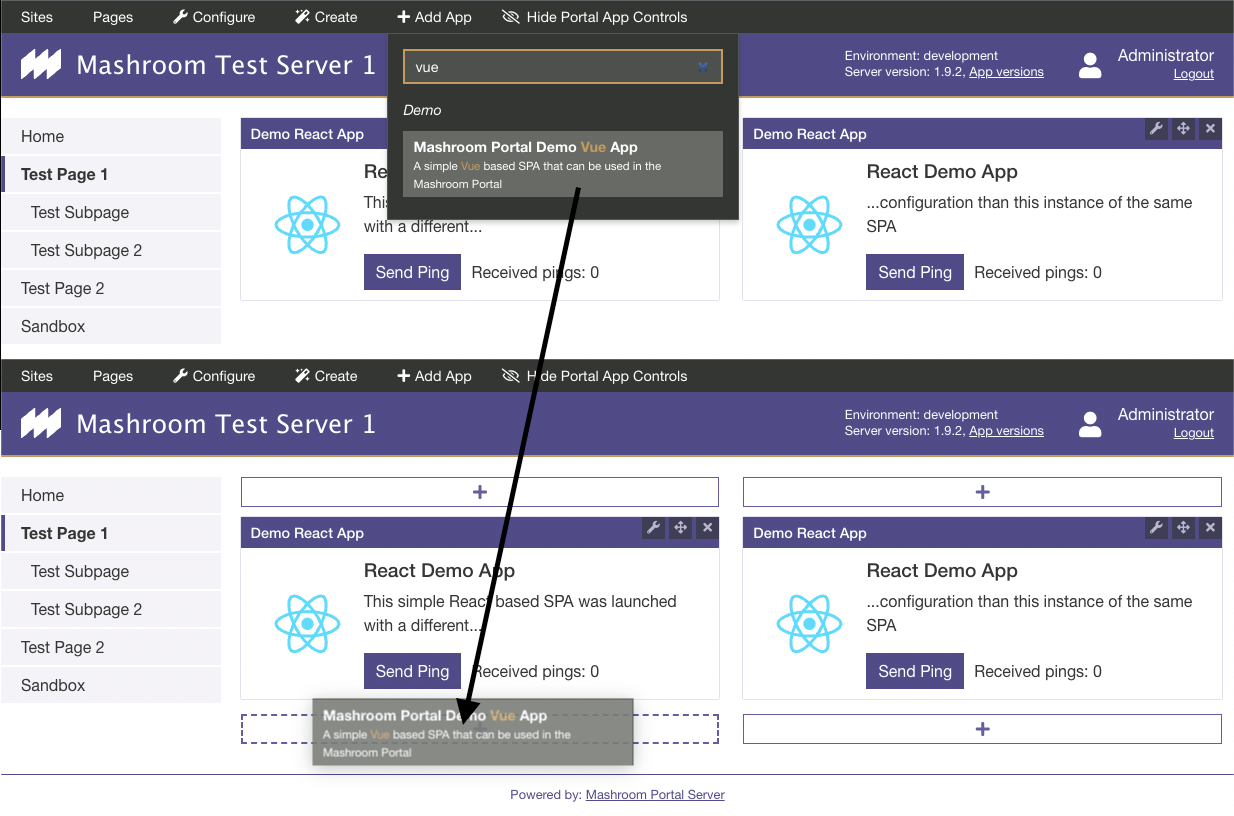 Sites Pages Configure Create Add App Hide Portal App Controls
Mashroom Test Server 1
vue
Environment: development
Server version: 1.9.2, App versions
Administrator
Logout
Demo
Mashroom Portal Demo Vue App
A simple Vue based SPA that can be used in the
Mashroom Portal
Home
Test Page 1
Test Subpage
Test Subpage 2
Test Page 2
Sandbox
Demo React App
Re
This
with a different...
Send Ping Received pings: 0
Demo React App
React Demo App
...configuration than this instance of the same
SPA
Send Ping Received pings: 0
Sites Pages Configure Create Add App Hide Portal App Controls
Mashroom Test Server 1
Environment: development
Server version: 1.9.2, App versions
Administrator
Logout
Home
Test Page 1
Test Subpage
Test Subpage 2
Test Page 2
Sandbox
Demo React App
React Demo App
This simple React based SPA was launched
with a different...
Send Ping Received pings: 0
Demo React App
React Demo App
...configuration than this instance of the same
SPA
Send Ping Received pings: 0
Mashroom Portal Demo Vue App
A simple Vue based SPA that can be used in the
Mashroom Portal
Powered by: Mashroom Portal Server